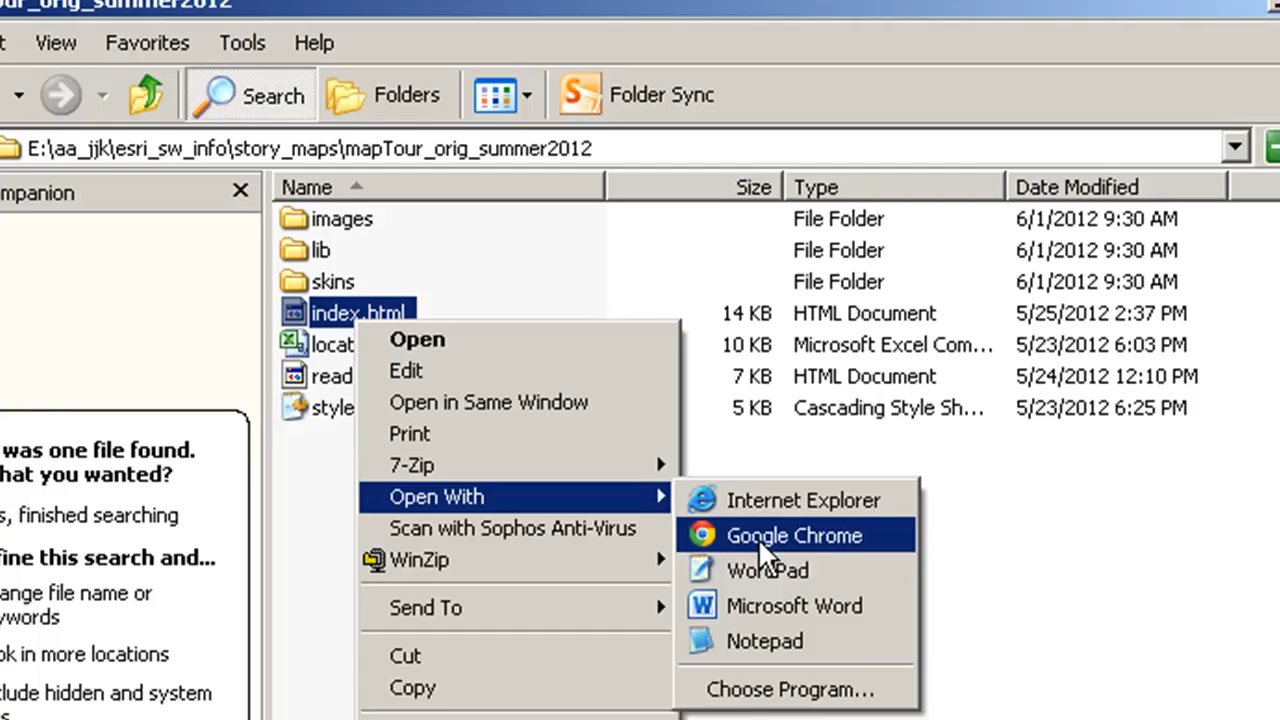 our_orig_summer2012
t View Favorites Tools Help
Search Folders Folder Sync
E:\aa_jjk\esri_sw_info\story_maps\mapTour_orig_summer2012
mpanion
Name Size Type Date Modified
images File Folder 6/1/2012 9:30 AM
lib File Folder 6/1/2012 9:30 AM
skins File Folder 6/1/2012 9:30 AM
index.html 14 KB HTML Document 5/25/2012 2:37 PM
locat 10 KB Microsoft Excel Com... 5/23/2012 6:03 PM
read 7 KB HTML Document 5/24/2012 12:10 PM
style 5 KB Cascading Style Sh... 5/23/2012 6:25 PM
was one file found.
hat you wanted?
s, finished searching
fine this search and...
ange file name or
ywords
ok in more locations
clude hidden and system
Open
Edit
Open in Same Window
Print
7-Zip
Open With
Scan with Sophos Anti-Virus
WinZip
Send To
Cut
Copy
Internet Explorer
Google Chrome
WordPad
Microsoft Word
Notepad
Choose Program...